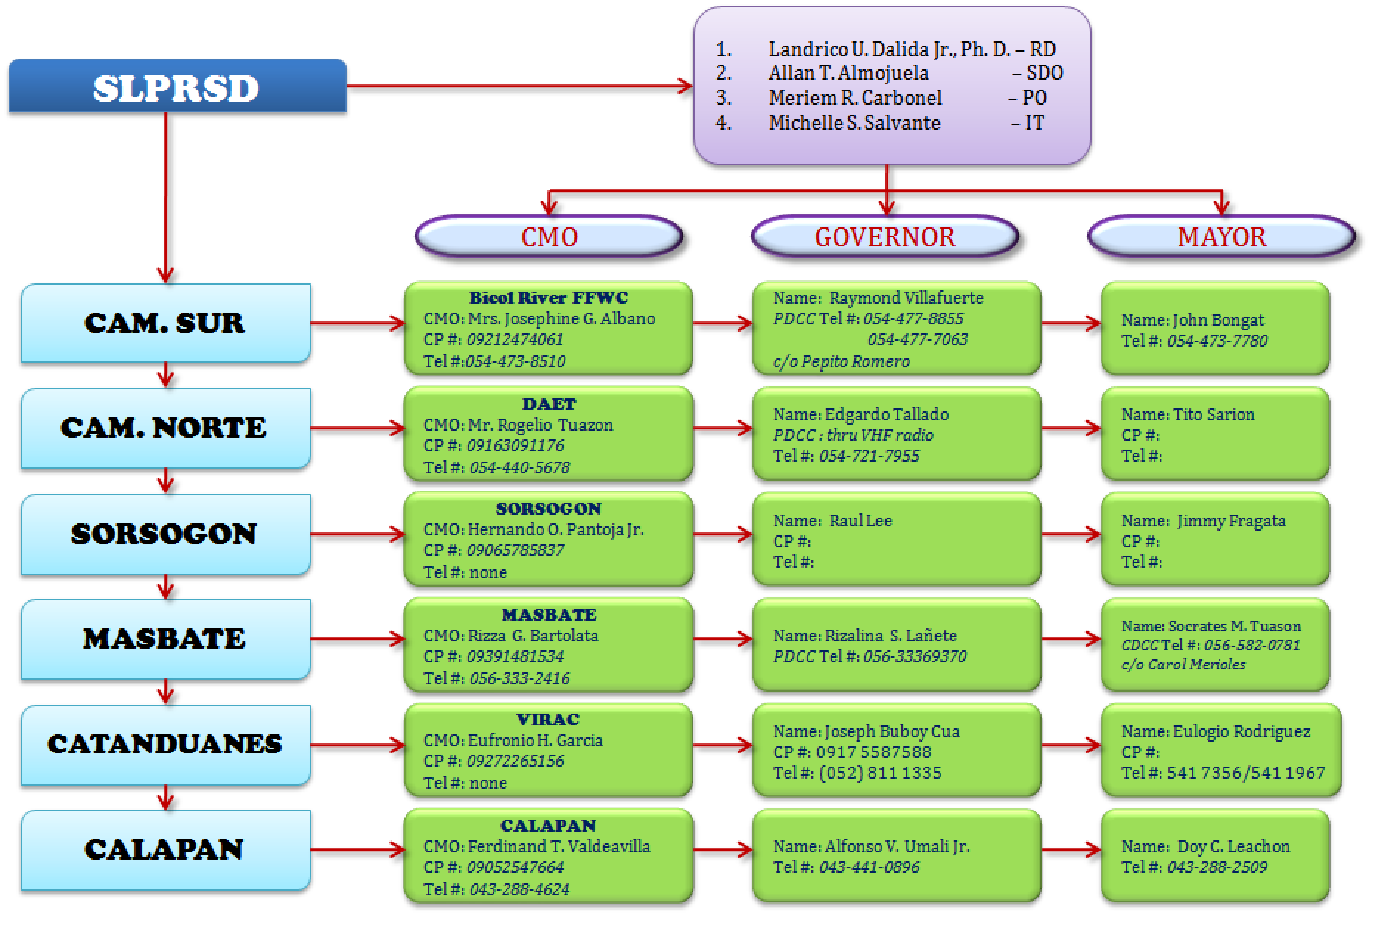 SLPRSD
1. Landrico U. Dalida Jr., Ph. D. – RD
2. Allan T. Almojuela – SDO
3. Meriem R. Carbonel – PO
4. Michelle S. Salvante – IT
CMO
GOVERNOR
MAYOR
CAM. SUR
Bicol River FFWC
CMO: Mrs. Josephine G. Albano
CP #: 09212474061
Tel #:054-473-8510
Name: Raymond Villafuerte
PDCC Tel #: 054-477-8855
054-477-7063
c/o Pepito Romero
Name: John Bongat
Tel #: 054-473-7780
CAM. NORTE
DAET
CMO: Mr. Rogelio Tuazon
CP #: 09163091176
Tel #: 054-440-5678
Name: Edgardo Tallado
PDCC : thru VHF radio
Tel #: 054-721-7955
Name: Tito Sarion
CP #:
Tel #:
SORSOGON
SORSOGON
CMO: Hernando O. Pantoja Jr.
CP #: 09065785837
Tel #: none
Name: Raul Lee
CP #:
Tel #:
Name: Jimmy Fragata
CP #:
Tel #:
MASBATE
MASBATE
CMO: Rizza G. Bartolata
CP #: 09391481534
Tel #: 056-333-2416
Name: Rizalina S. Lañete
PDCC Tel #: 056-33369370
Name: Socrates M. Tuason
CDCC Tel #: 056-582-0781
c/o Carol Merioles
CATANDUANES
VIRAC
CMO: Eufronio H. Garcia
CP #: 09272265156
Tel #: none
Name: Joseph Buboy Cua
CP #: 0917 5587588
Tel #: (052) 811 1335
Name: Eulogio Rodriguez
CP #:
Tel #: 541 7356/541 1967
CALAPAN
CALAPAN
CMO: Ferdinand T. Valdeavilla
CP #: 09052547664
Tel #: 043-288-4624
Name: Alfonso V. Umali Jr.
Tel #: 043-441-0896
Name: Doy C. Leachon
Tel #: 043-288-2509